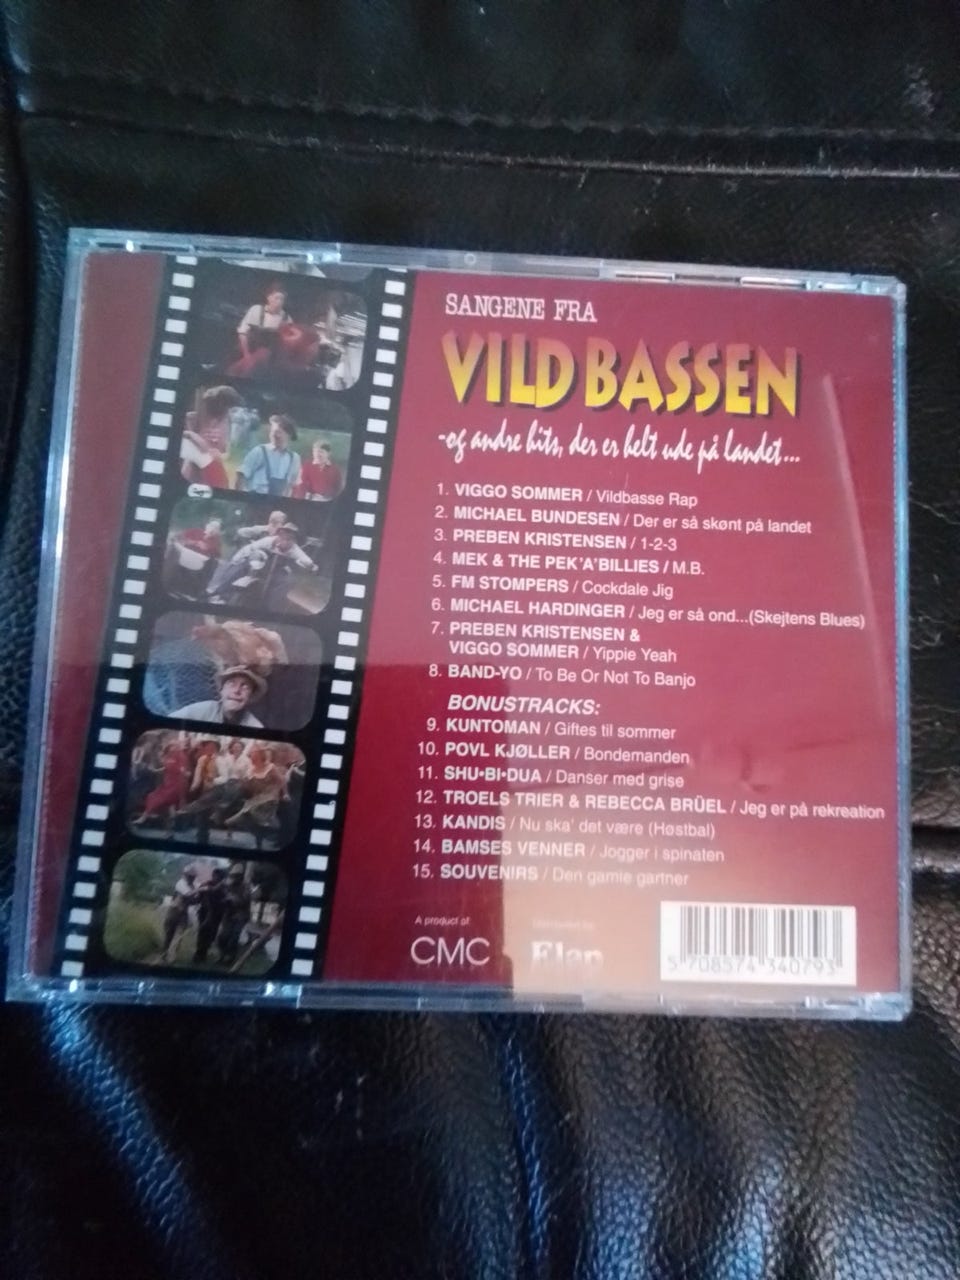 SANGENE FRA
VILDBASSEN
-og andre hits, der er helt ude på landet...
1. VIGGO SOMMER / Vildbasse Rap
2. MICHAEL BUNDESEN / Der er så skønt på landet
3. PREBEN KRISTENSEN / 1-2-3
4. MEK & THE PEK'A'BILLIES / M.B.
5. FM STOMPERS / Cockdale Jig
6. MICHAEL HARDINGER / Jeg er så ond...(Skejtens Blues)
7. PREBEN KRISTENSEN &
VIGGO SOMMER / Yippie Yeah
8. BAND-YO / To Be Or Not To Banjo
BONUSTRACKS:
9. KUNTOMAN / Giftes til sommer
10. POVL KJØLLER / Bondemanden
11. SHU•BI•DUA / Danser med grise
12. TROELS TRIER & REBECCA BRÜEL / Jeg er på rekreation
13. KANDIS / Nu ska' det være (Høstbal)
14. BAMSES VENNER / Jogger i spinaten
15. SOUVENIRS / Den gamle gartner
A product of:
CMC
Distributed by:
Elap
5 708574 340793